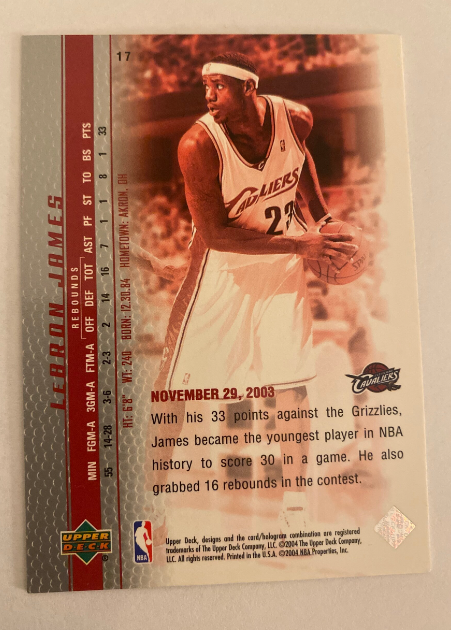 17
LEBRON JAMES
REBOUNDS
MIN FGM-A 3GM-A FTM-A OFF DEF TOT AST PF ST TO BS PTS
55 14-28 3-6 2-3 2 14 16 7 1 1 8 1 33
HT: 6'8" WT: 240 BORN: 12.30.84 HOMETOWN: AKRON, OH
CAVALIERS
23
CAVALIERS
NOVEMBER 29, 2003
With his 33 points against the Grizzlies,
James became the youngest player in NBA
history to score 30 in a game. He also
grabbed 16 rebounds in the contest.
UPPER
DECK
NBA
Upper Deck, designs and the card/hologram combination are registered
trademarks of The Upper Deck Company, LLC. ©2004 The Upper Deck Company,
LLC. All rights reserved. Printed in the U.S.A. ©2004 NBA Properties, Inc.